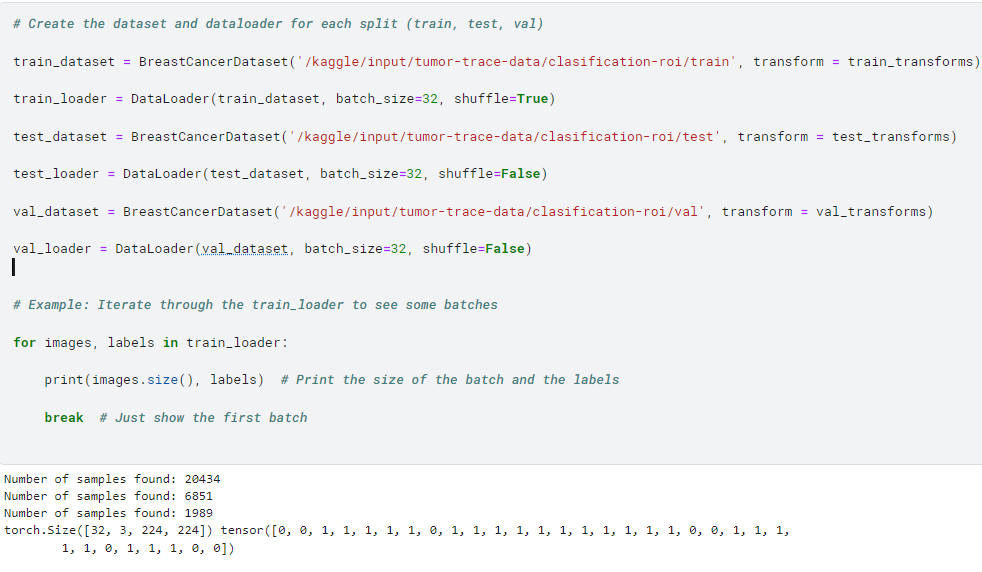 # Create the dataset and dataloader for each split (train, test, val)
train_dataset = BreastCancerDataset('/kaggle/input/tumor-trace-data/clasification-roi/train', transform = train_transforms)
train_loader = DataLoader(train_dataset, batch_size=32, shuffle=True)
test_dataset = BreastCancerDataset('/kaggle/input/tumor-trace-data/clasification-roi/test', transform = test_transforms)
test_loader = DataLoader(test_dataset, batch_size=32, shuffle=False)
val_dataset = BreastCancerDataset('/kaggle/input/tumor-trace-data/clasification-roi/val', transform = val_transforms)
val_loader = DataLoader(val_dataset, batch_size=32, shuffle=False)
# Example: Iterate through the train_loader to see some batches
for images, labels in train_loader:
    print(images.size(), labels)  # Print the size of the batch and the labels
    break  # Just show the first batch
Number of samples found: 20434
Number of samples found: 6851
Number of samples found: 1989
torch.Size([32, 3, 224, 224]) tensor([0, 0, 1, 1, 1, 1, 1, 0, 1, 1, 1, 1, 1, 1, 1, 1, 1, 1, 1, 0, 0, 1, 1, 1,
        1, 1, 0, 1, 1, 1, 0, 0])